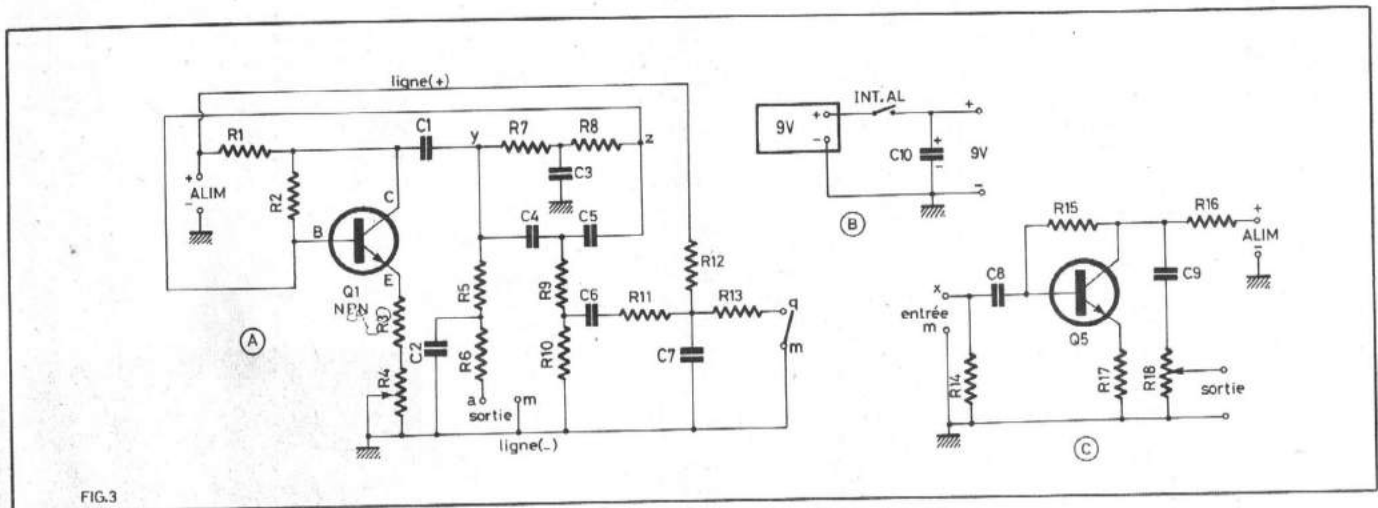 ligne(+)
R1
C1
y
R7
R8
z
C3
+
ALIM
-
R2
C
B
E
Q1
NPN
R3
R4
A
C4
C5
R5
C2
R6
R9
R10
C6
R11
R12
R13
C7
q
m
a
sortie
m
ligne(-)
9V
+
-
INT.AL
+
-
C10
+
9V
-
B
R15
R16
+
ALIM
-
C8
x
entrée
m
R14
Q5
C9
R17
R18
sortie
C
FIG.3